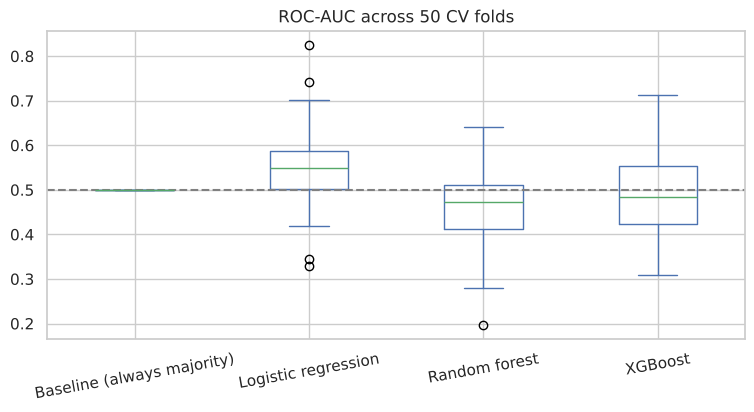 ROC-AUC across 50 CV folds
0.8
0.7
0.6
0.5
0.4
0.3
0.2
Baseline (always majority)
Logistic regression
Random forest
XGBoost